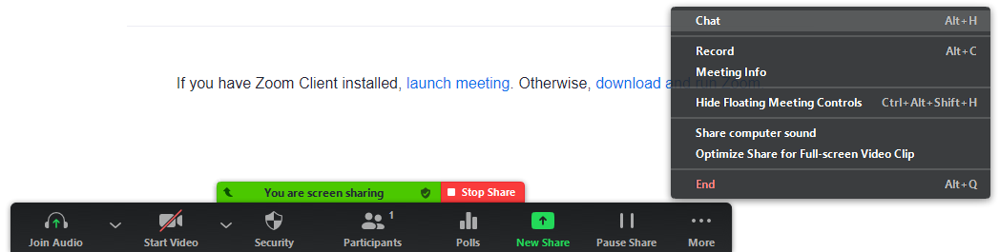 Chat Alt+H
Record Alt+C
Meeting Info
If you have Zoom Client installed, launch meeting. Otherwise, download and run Zoom
Hide Floating Meeting Controls Ctrl+Alt+Shift+H
Share computer sound
Optimize Share for Full-screen Video Clip
End Alt+Q
You are screen sharing Stop Share
1
Join Audio Start Video Security Participants Polls New Share Pause Share More